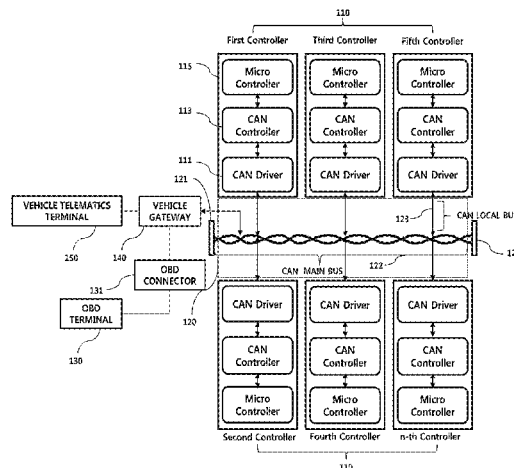 110
First Controller Third Controller Fifth Controller
115
Micro Controller Micro Controller Micro Controller
113
CAN Controller CAN Controller CAN Controller
111
CAN Driver CAN Driver CAN Driver
121
VEHICLE TELEMATICS TERMINAL
VEHICLE GATEWAY
123
CAN LOCAL BUS
150
140
122
CAN MAIN BUS
OBD CONNECTOR
131
120
OBD TERMINAL
130
CAN Driver CAN Driver CAN Driver
CAN Controller CAN Controller CAN Controller
Micro Controller Micro Controller Micro Controller
Second Controller Fourth Controller n-th Controller
110